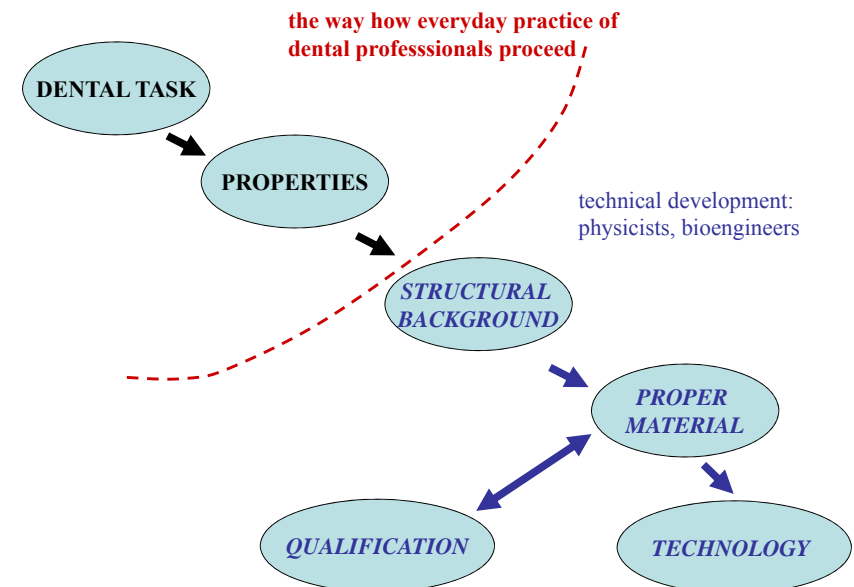 the way how everyday practice of
dental professsionals proceed
DENTAL TASK
PROPERTIES
technical development:
physicists, bioengineers
STRUCTURAL
BACKGROUND
PROPER
MATERIAL
QUALIFICATION
TECHNOLOGY